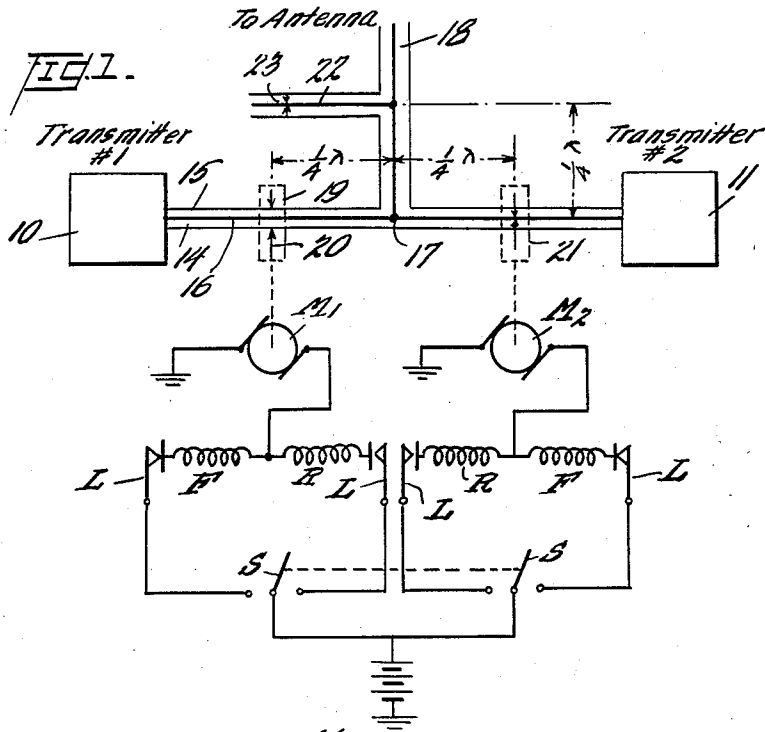 To Antenna
18
FIG.1.
23
22
Transmitter #1
1/4 λ
1/4 λ
1/4 λ
Transmitter #2
15
19
10
11
14
16
20
17
21
M1
M2
L
F
R
L
L
R
F
L
S
S